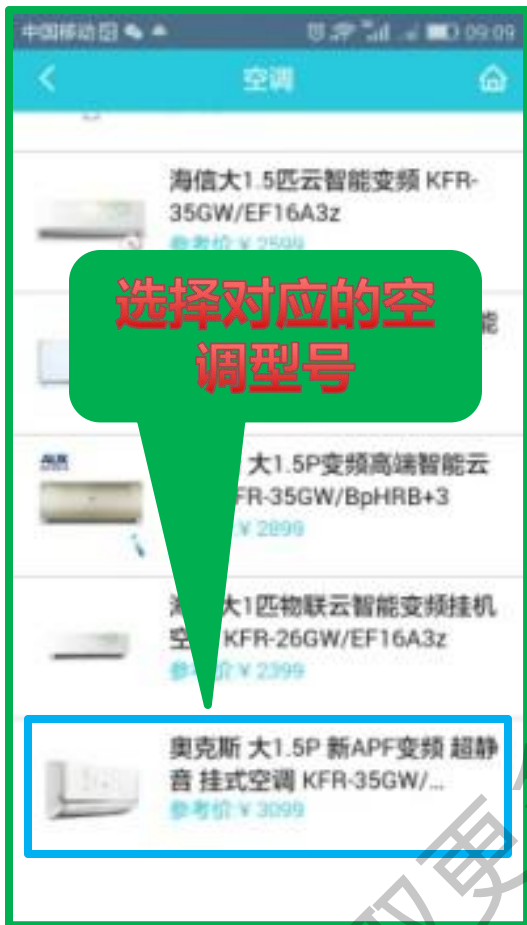 中国移动 09:09
空调
海信大1.5匹云智能变频 KFR-
35GW/EF16A3z
参考价 ¥ 2599
选择对应的空
调型号
能
AUX
大1.5P变频高端智能云
FR-35GW/BpHRB+3
¥ 2899
大1匹物联云智能变频挂机
空 KFR-26GW/EF16A3z
参考价 ¥ 2399
奥克斯 大1.5P 新APF变频 超静
音 挂式空调 KFR-35GW/...
参考价 ¥ 3099
取更